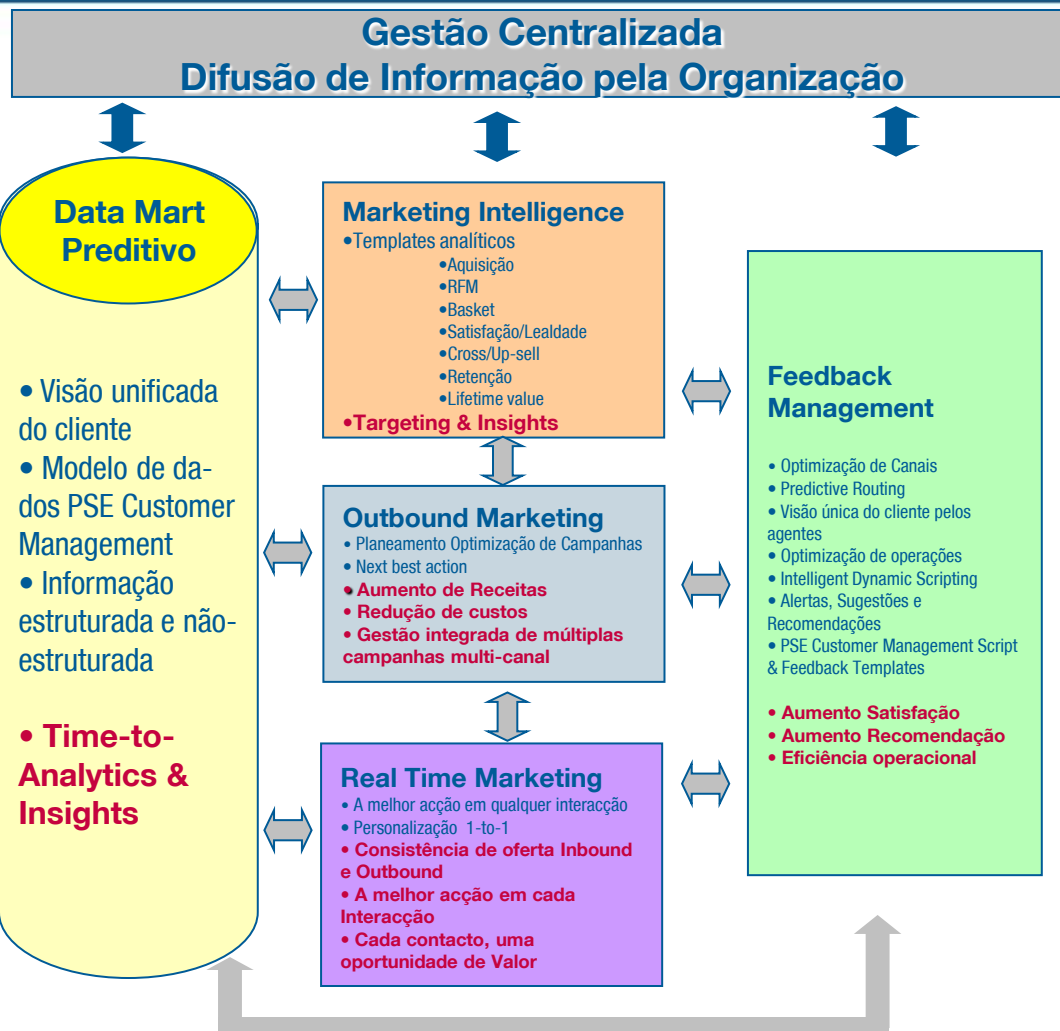 Gestão Centralizada
Difusão de Informação pela Organização
Data Mart
Preditivo
• Visão unificada
do cliente
• Modelo de da-
dos PSE Customer
Management
• Informação
estruturada e não-
estruturada
• Time-to-
Analytics &
Insights
Marketing Intelligence
•Templates analíticos
•Aquisição
•RFM
•Basket
•Satisfação/Lealdade
•Cross/Up-sell
•Retenção
•Lifetime value
•Targeting & Insights
Outbound Marketing
• Planeamento Optimização de Campanhas
• Next best action
• Aumento de Receitas
• Redução de custos
• Gestão integrada de múltiplas
campanhas multi-canal
Real Time Marketing
• A melhor acção em qualquer interacção
• Personalização 1-to-1
• Consistência de oferta Inbound
e Outbound
• A melhor acção em cada
Interacção
• Cada contacto, uma
oportunidade de Valor
Feedback
Management
• Optimização de Canais
• Predictive Routing
• Visão única do cliente pelos
agentes
• Optimização de operações
• Intelligent Dynamic Scripting
• Alertas, Sugestões e
Recomendações
• PSE Customer Management Script
& Feedback Templates
• Aumento Satisfação
• Aumento Recomendação
• Eficiência operacional